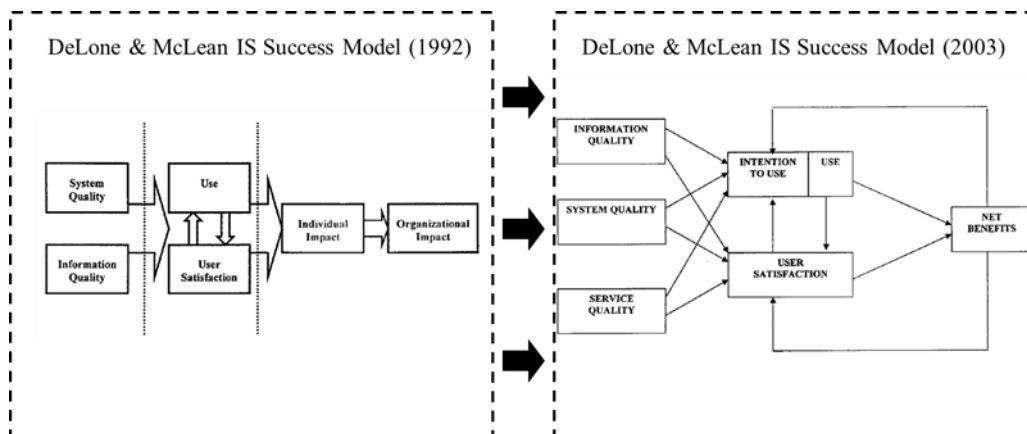 DeLone & McLean IS Success Model (1992)
System
Quality
Use
Individual
Impact
Organizational
Impact
Information
Quality
User
Satisfaction
DeLone & McLean IS Success Model (2003)
INFORMATION
QUALITY
INTENTION
TO USE
USE
SYSTEM QUALITY
NET
BENEFITS
USER
SATISFACTION
SERVICE
QUALITY